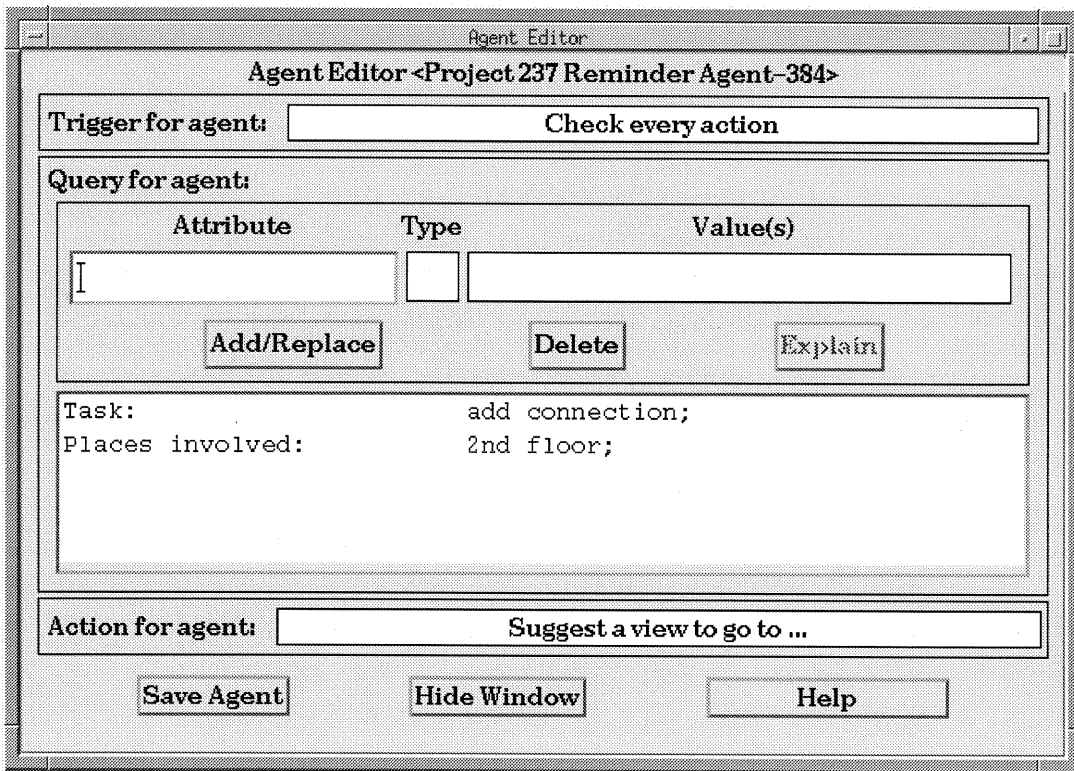 Agent Editor
Agent Editor <Project 237 Reminder Agent-384>
Trigger for agent: Check every action
Query for agent:
Attribute Type Value(s)
Add/Replace Delete Explain
Task: add connection;
Places involved: 2nd floor;
Action for agent: Suggest a view to go to ...
Save Agent Hide Window Help